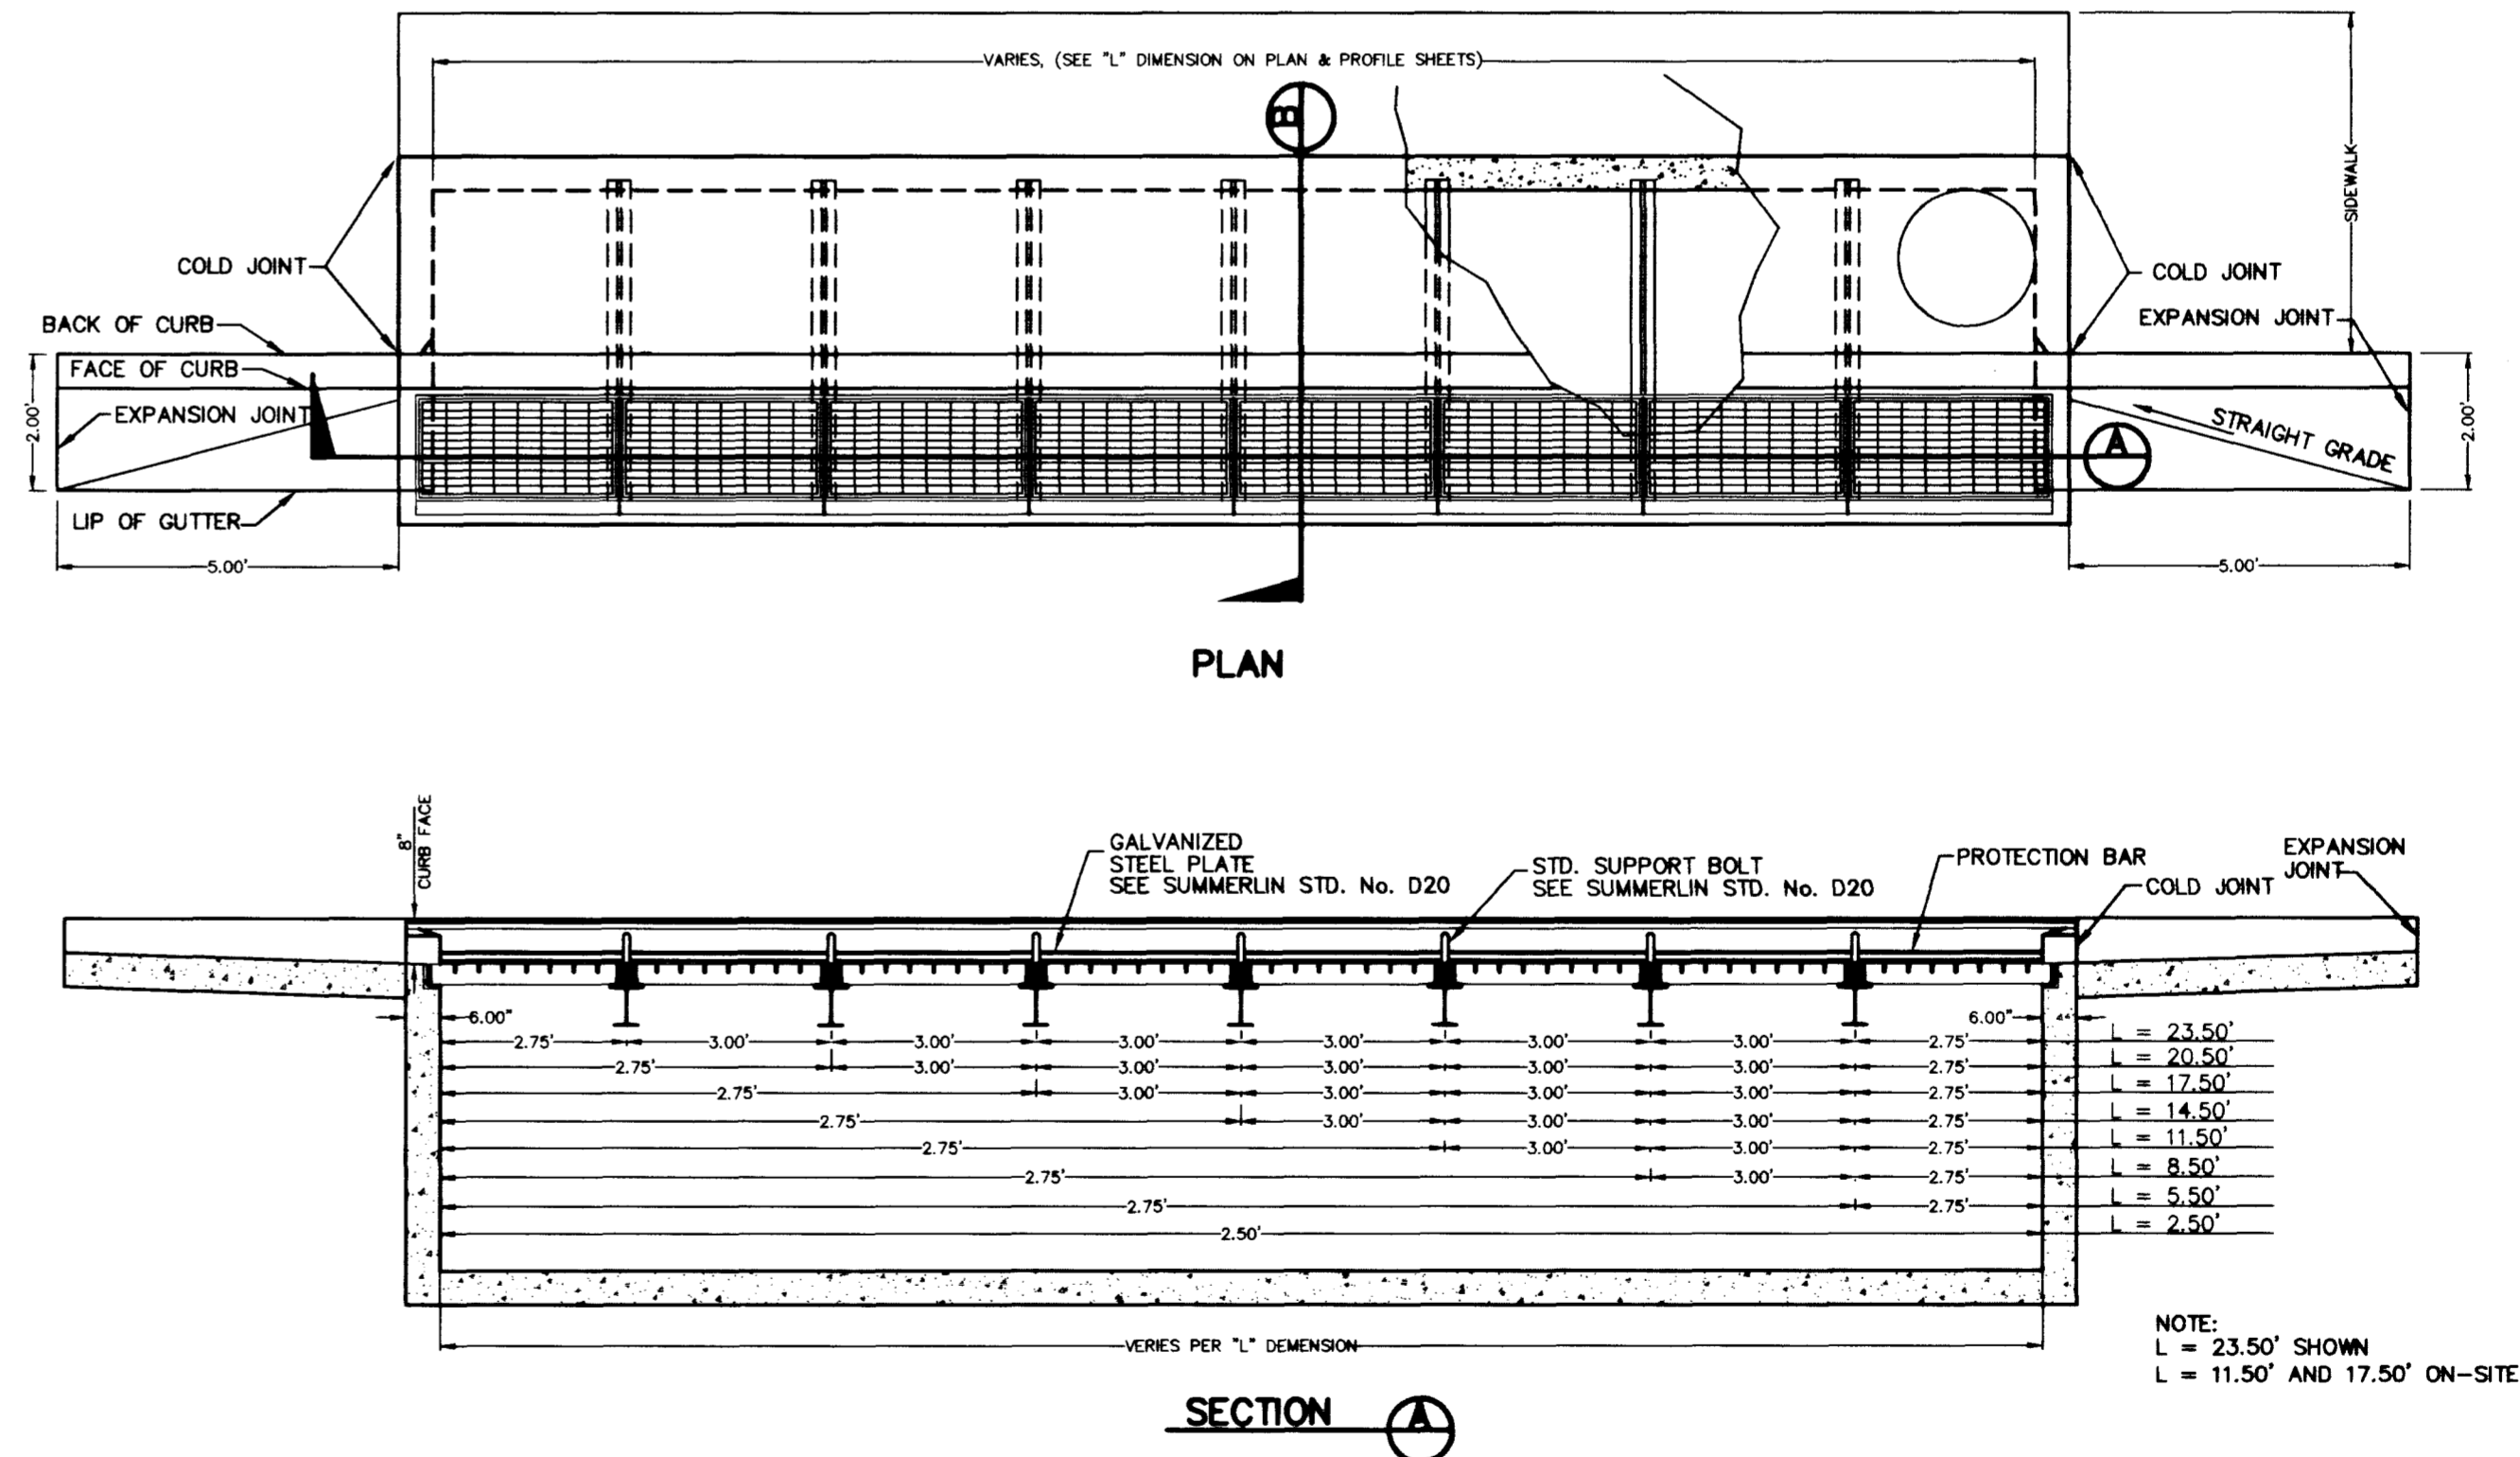 VARIES, (SEE "L" DIMENSION ON PLAN & PROFILE SHEETS)
B
SIDEWALK
COLD JOINT
COLD JOINT
BACK OF CURB
EXPANSION JOINT
FACE OF CURB
2.00'
EXPANSION JOINT
STRAIGHT GRADE
A
2.00'
LIP OF GUTTER
5.00'
5.00'
PLAN
8"
CURB FACE
GALVANIZED
STEEL PLATE
SEE SUMMERLIN STD. No. D20
STD. SUPPORT BOLT
SEE SUMMERLIN STD. No. D20
PROTECTION BAR
COLD JOINT
EXPANSION
JOINT
6.00"
6.00"
2.75' 3.00' 3.00' 3.00' 3.00' 3.00' 3.00' 2.75' L = 23.50'
2.75' 3.00' 3.00' 3.00' 3.00' 3.00' 2.75' L = 20.50'
2.75' 3.00' 3.00' 3.00' 3.00' 2.75' L = 17.50'
2.75' 3.00' 3.00' 3.00' 2.75' L = 14.50'
2.75' 3.00' 3.00' 2.75' L = 11.50'
2.75' 3.00' 2.75' L = 8.50'
2.75' 2.75' L = 5.50'
2.50' L = 2.50'
VERIES PER "L" DEMENSION
NOTE:
L = 23.50' SHOWN
L = 11.50' AND 17.50' ON-SITE
SECTION A